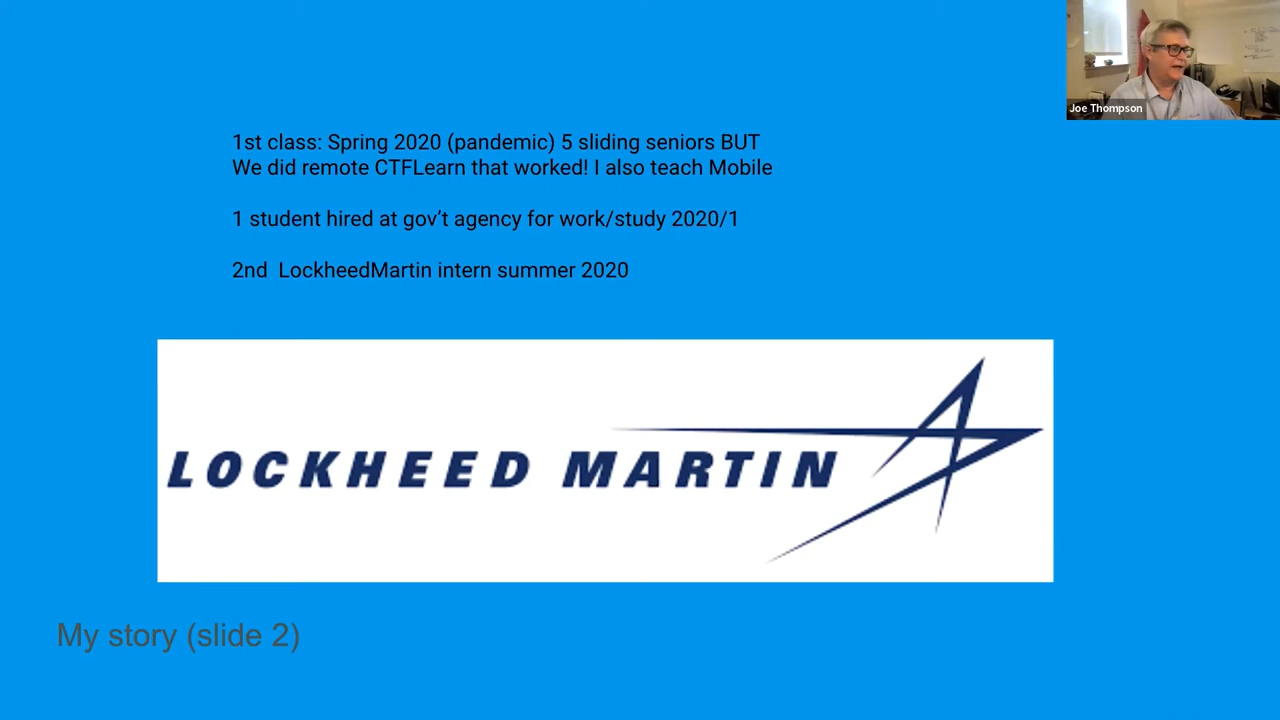 Joe Thompson
1st class: Spring 2020 (pandemic) 5 sliding seniors BUT
We did remote CTFLearn that worked! I also teach Mobile
1 student hired at gov’t agency for work/study 2020/1
2nd  LockheedMartin intern summer 2020
LOCKHEED MARTIN
My story (slide 2)